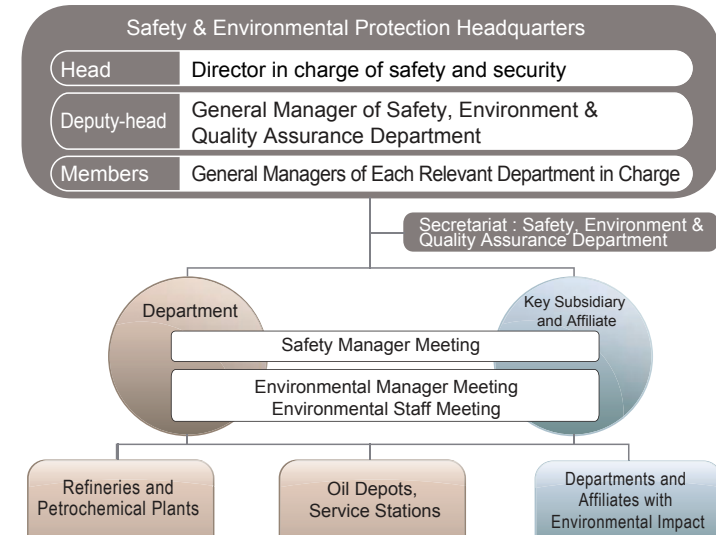 Safety & Environmental Protection Headquarters
Head
Director in charge of safety and security
Deputy-head
General Manager of Safety, Environment &
Quality Assurance Department
Members
General Managers of Each Relevant Department in Charge
Secretariat : Safety, Environment &
Quality Assurance Department
Department
Key Subsidiary
and Affiliate
Safety Manager Meeting
Environmental Manager Meeting
Environmental Staff Meeting
Refineries and
Petrochemical Plants
Oil Depots,
Service Stations
Departments and
Affiliates with
Environmental Impact